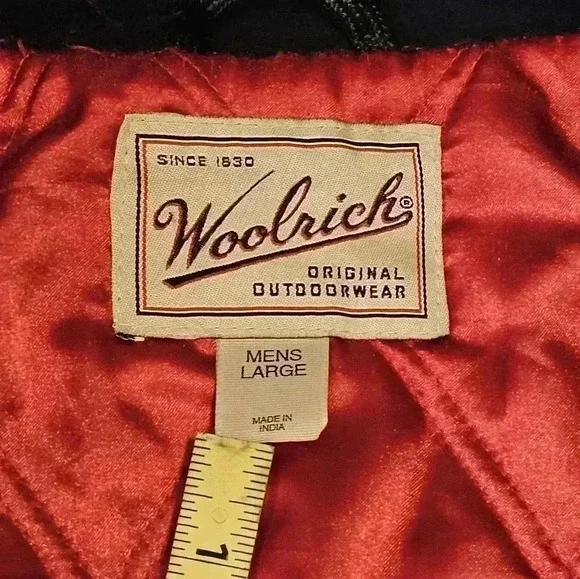 SINCE 1830
Woolrich®
ORIGINAL
OUTDOORWEAR
MENS
LARGE
MADE IN
INDIA
1